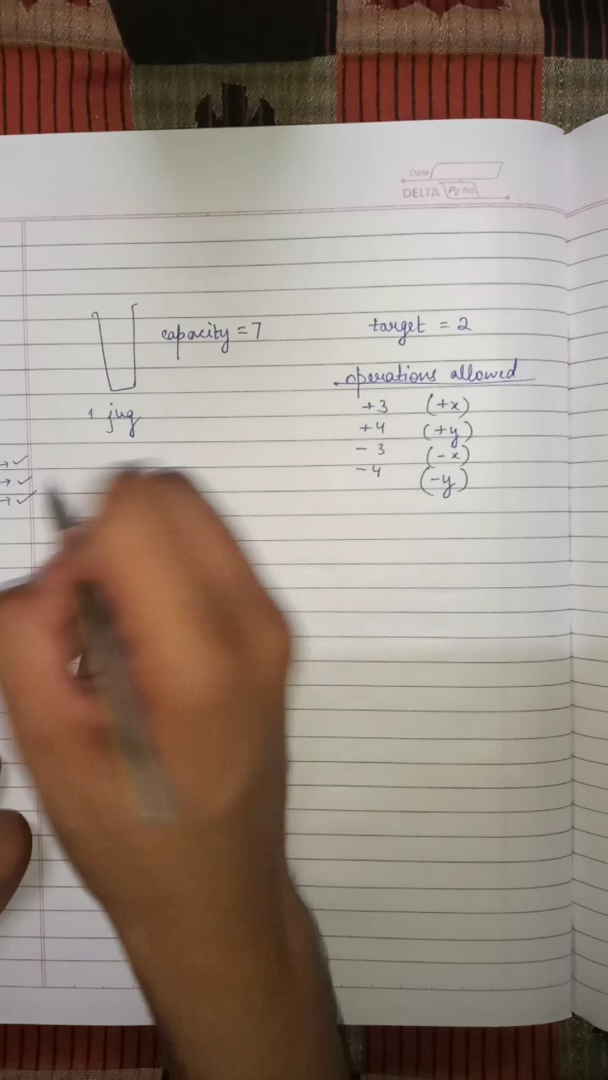 Date
DELTA Pg No.
capacity = 7
target = 2
operations allowed
+3 (+x)
+4 (+y)
-3 (-x)
-4 (-y)
1 jug
→ ✓
→ ✓
→ ✓